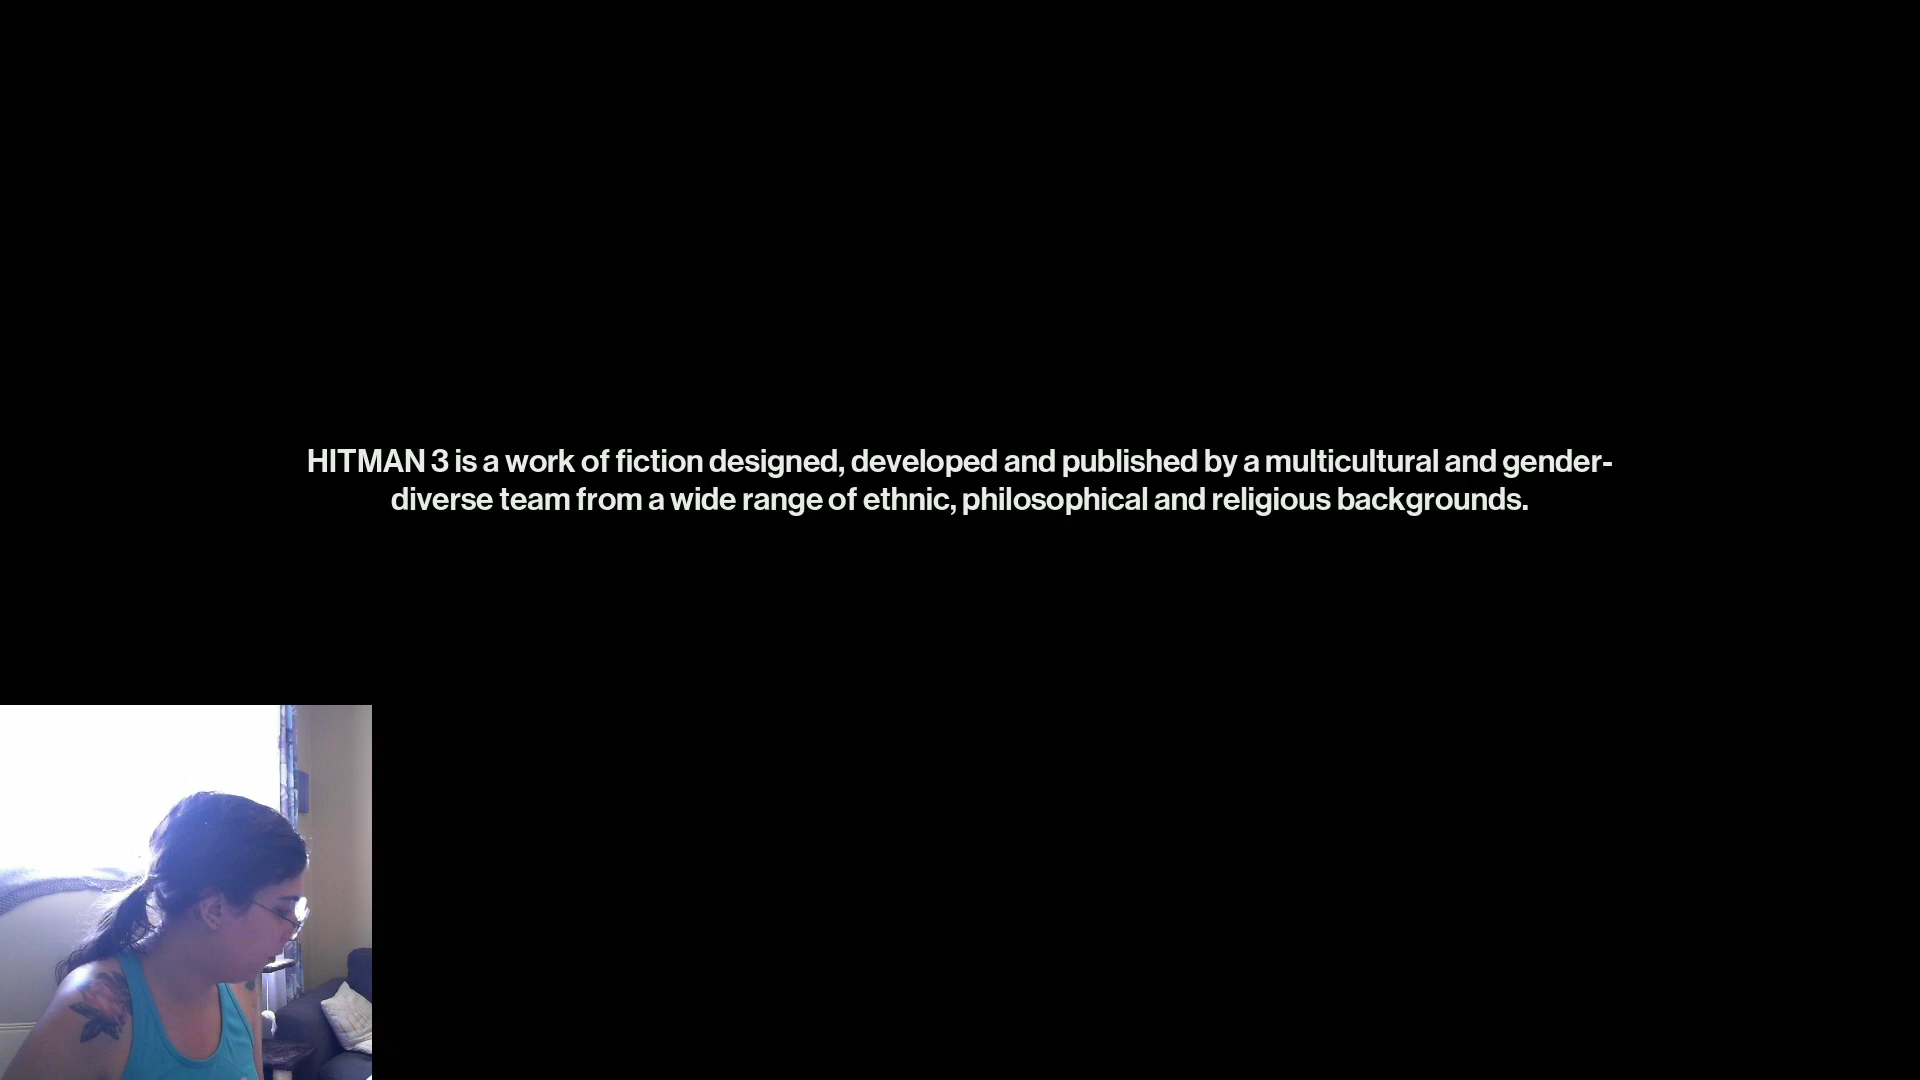 HITMAN 3 is a work of fiction designed, developed and published by a multicultural and gender-
diverse team from a wide range of ethnic, philosophical and religious backgrounds.